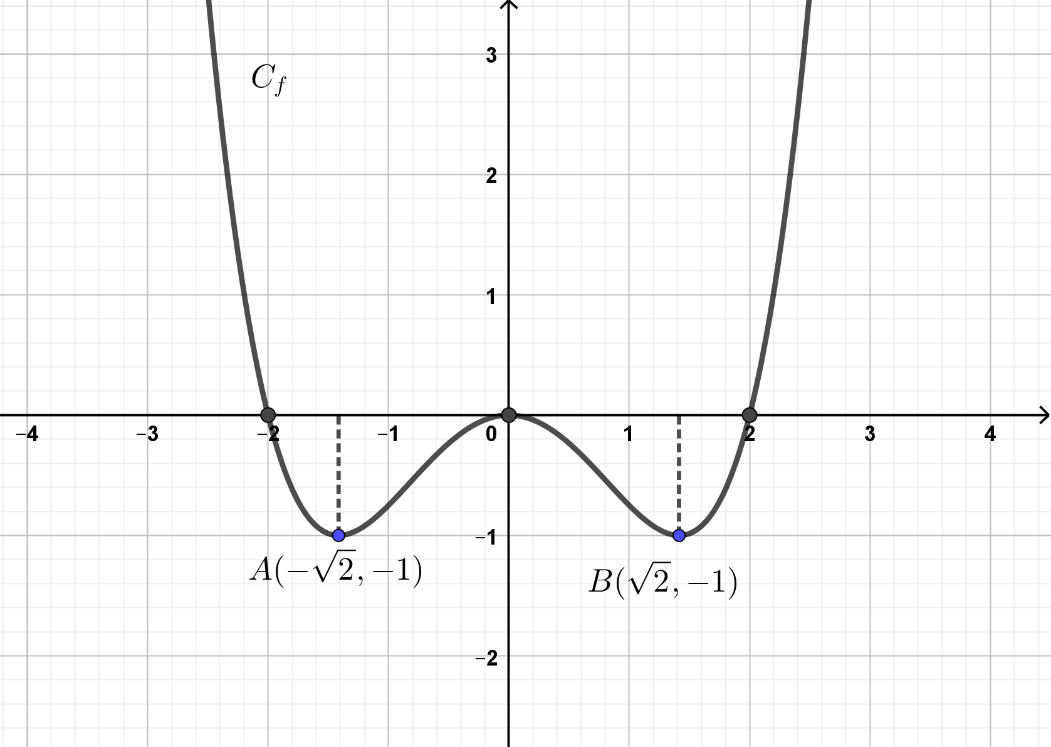 3
C_f
2
1
−4 −3 −2 −1 0 1 2 3 4
−1
A(−√2, −1)
B(√2, −1)
−2